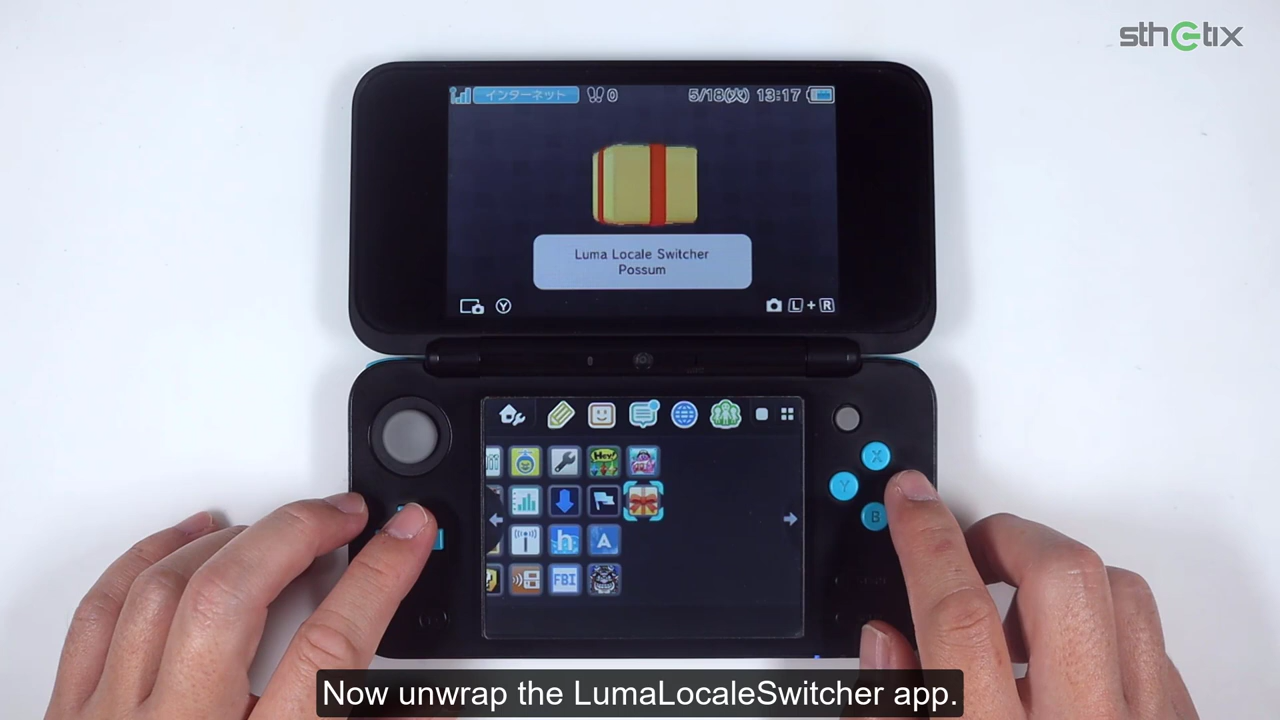 sthetix
インターネット
0
5/18(火) 13:17
Luma Locale Switcher
Possum
Y
L + R
X
Y
B
Hey!
h
A
FBI
Now unwrap the LumaLocaleSwitcher app.